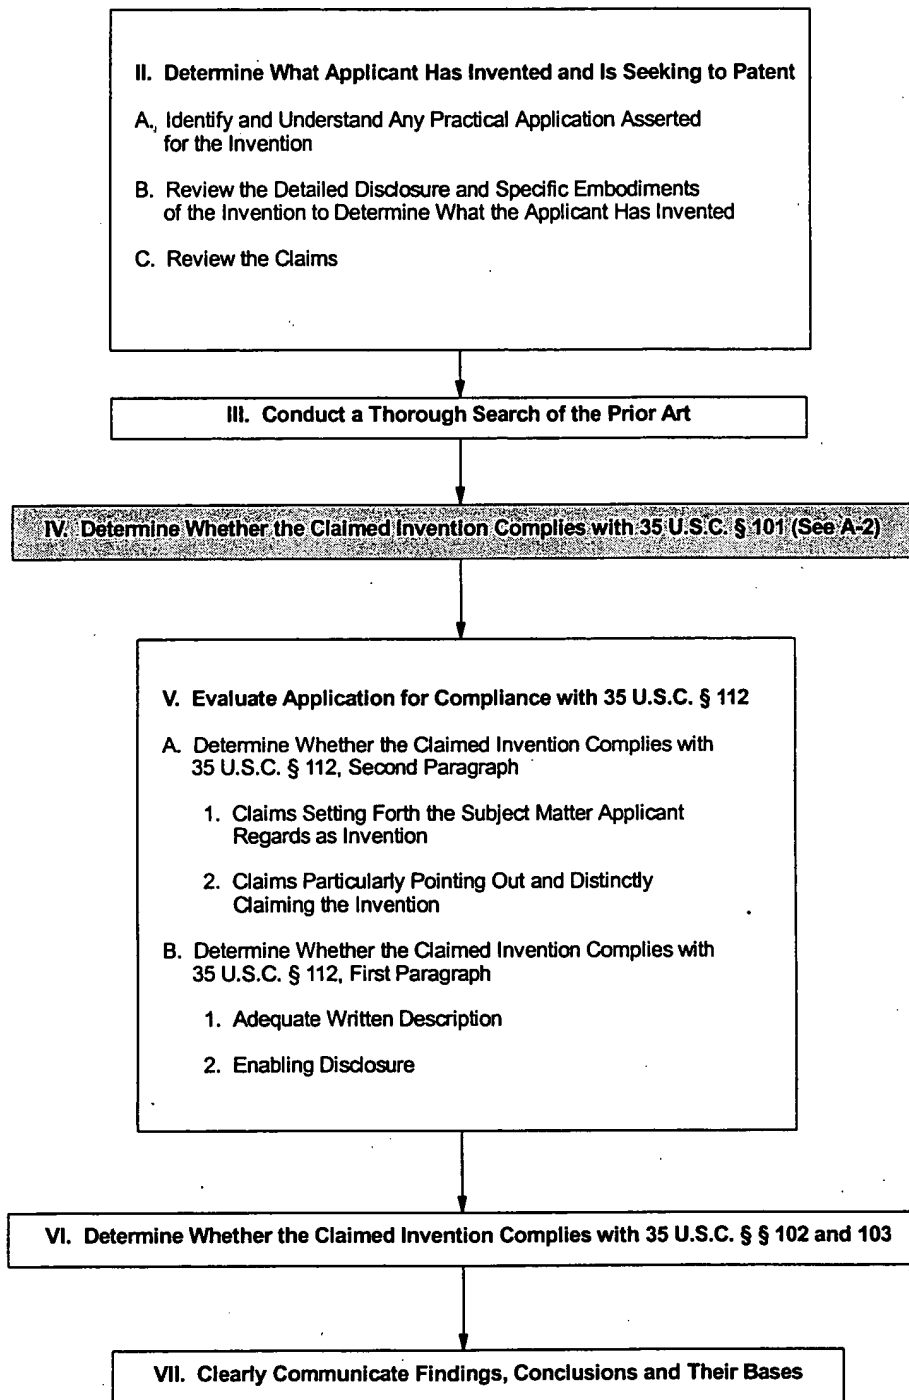 II. Determine What Applicant Has Invented and Is Seeking to Patent
A., Identify and Understand Any Practical Application Asserted
for the Invention
B. Review the Detailed Disclosure and Specific Embodiments
of the Invention to Determine What the Applicant Has Invented
C. Review the Claims
III. Conduct a Thorough Search of the Prior Art
IV. Determine Whether the Claimed Invention Complies with 35 U.S.C. § 101 (See A-2)
V. Evaluate Application for Compliance with 35 U.S.C. § 112
A. Determine Whether the Claimed Invention Complies with
35 U.S.C. § 112, Second Paragraph
1. Claims Setting Forth the Subject Matter Applicant
Regards as Invention
2. Claims Particularly Pointing Out and Distinctly
Claiming the Invention
B. Determine Whether the Claimed Invention Complies with
35 U.S.C. § 112, First Paragraph
1. Adequate Written Description
2. Enabling Disclosure
VI. Determine Whether the Claimed Invention Complies with 35 U.S.C. § § 102 and 103
VII. Clearly Communicate Findings, Conclusions and Their Bases